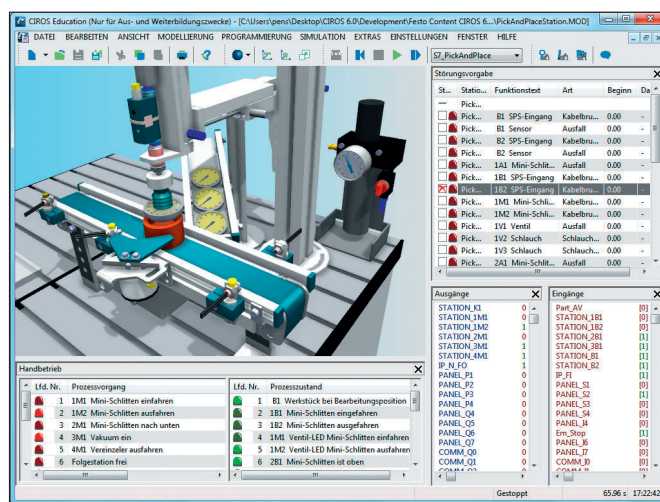 CIROS Education (Nur für Aus- und Weiterbildungszwecke) - [C:\Users\pens\Desktop\CIROS 6.0\Development\Festo Content CIROS 6....\PickAndPlaceStation.MOD]
DATEI BEARBEITEN ANSICHT MODELLIERUNG PROGRAMMIERUNG SIMULATION EXTRAS EINSTELLUNGEN FENSTER HILFE
S7_PickAndPlace
Störungsvorgabe
St... Statio... Funktionstext Art Beginn Da
Pick...
Pick... B1 SPS-Eingang Kabelbru... 0.00 -
Pick... B1 Sensor Ausfall 0.00 -
Pick... B2 SPS-Eingang Kabelbru... 0.00 -
Pick... B2 Sensor Ausfall 0.00 -
Pick... 1A1 Mini-Schlit... Ausfall 0.00 -
Pick... 1B1 SPS-Eingang Kabelbru... 0.00 -
Pick... 1B2 SPS-Eingang Kabelbru... 0.00 -
Pick... 1M1 Mini-Schli... Kabelbru... 0.00 -
Pick... 1M2 Mini-Schli... Kabelbru... 0.00 -
Pick... 1V1 Ventil Ausfall 0.00 -
Pick... 1V2 Schlauch Schlauch... 0.00 -
Pick... 1V3 Schlauch Schlauch... 0.00 -
Pick... 2A1 Mini-Schlit... Ausfall 0.00 -
Ausgänge
STATION_K1 0
STATION_1M1 0
STATION_1M2 1
STATION_2M1 0
STATION_3M1 1
STATION_4M1 1
IP_N_FO 1
PANEL_P1 0
PANEL_P2 0
PANEL_P3 0
PANEL_P4 0
PANEL_Q4 0
PANEL_Q5 0
PANEL_Q6 0
PANEL_Q7 0
COMM_Q0 0
COMM_Q1 0
COMM_Q2 0
Eingänge
Part_AV [0]
STATION_1B1 [0]
STATION_1B2 [0]
STATION_2B1 [1]
STATION_3B1 [1]
STATION_B1 [1]
STATION_B2 [1]
IP_FI [1]
PANEL_S1 [0]
PANEL_S2 [1]
PANEL_S3 [0]
PANEL_S4 [0]
Em_Stop [1]
PANEL_I6 [0]
PANEL_I7 [0]
COMM_I0 [0]
Handbetrieb
Lfd. Nr. Prozessvorgang
1 1M1 Mini-Schlitten einfahren
2 1M2 Mini-Schlitten ausfahren
3 2M1 Mini-Schlitten nach unten
4 3M1 Vakuum ein
5 4M1 Vereinzeler ausfahren
6 Folgestation frei
Lfd. Nr. Prozesszustand
1 B1 Werkstück bei Bearbeitungsposition
2 1B1 Mini-Schlitten eingefahren
3 1B2 Mini-Schlitten ausgefahren
4 1M1 Ventil-LED Mini-Schlitten einfahren
5 1M2 Ventil-LED Mini-Schlitten ausfahren
6 2B1 Mini-Schlitten ist oben
Gestoppt 65.96 s 17:22:42